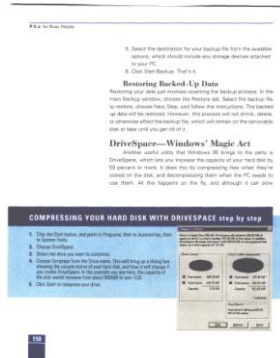 PCs for Busy People
5. Select the destination for your backup file from the available
options, which should include any storage devices attached
to your PC.
6. Click Start Backup. That's it.
Restoring Backed-Up Data
Restoring your data just involves reversing the backup process. In the
main Backup window, choose the Restore tab. Select the backup file
to restore, choose Next Step, and follow the instructions. The backed
up data will be restored. However, this process will not shrink, delete,
or otherwise affect the backup file, which will remain on the removable
disk or tape until you get rid of it.
DriveSpace—Windows' Magic Act
Another useful utility that Windows 95 brings to the party is
DriveSpace, which lets you increase the capacity of your hard disk by
50 percent or more. It does this by compressing files when they're
stored on the disk, and decompressing them when the PC needs to
use them. All this happens on the fly, and although it can slow
COMPRESSING YOUR HARD DISK WITH DRIVESPACE step by step
1. Click the Start button, and point to Programs, then to Accessories, then
to System Tools.
2. Choose DriveSpace.
3. Select the drive you want to compress.
4. Choose Compress from the Drive menu. This will bring up a dialog box
showing the current status of your hard disk, and how it will change if
you invoke DriveSpace. In the example you see here, the capacity of
the disk would increase from about
5. Click Start to compress your drive.
150